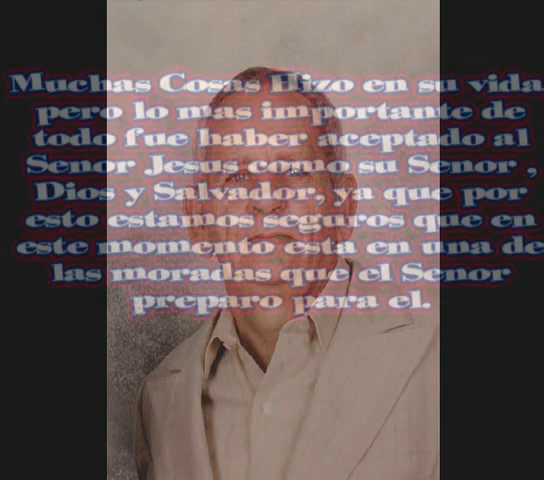 Muchas Cosas Hizo en su vida
pero lo mas importante de
todo fue haber aceptado al
Senor Jesus como su Senor ,
Dios y Salvador, ya que por
esto estamos seguros que en
este momento esta en una de
las moradas que el Senor
preparo para el.